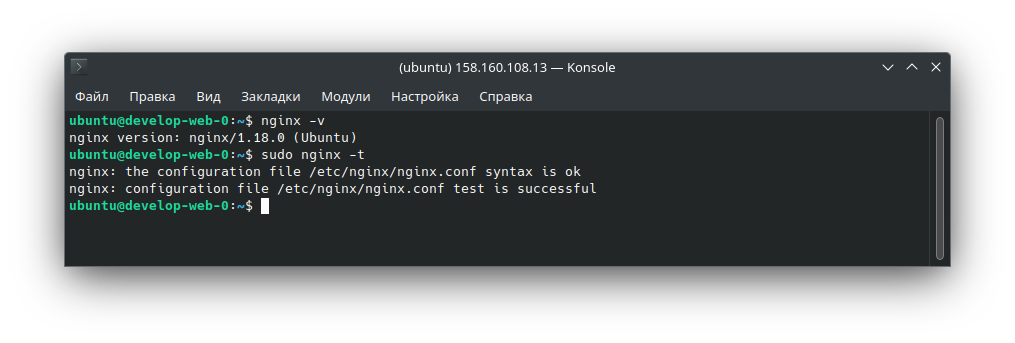 (ubuntu) 158.160.108.13 — Konsole
Файл Правка Вид Закладки Модули Настройка Справка
ubuntu@develop-web-0:~$ nginx -v
nginx version: nginx/1.18.0 (Ubuntu)
ubuntu@develop-web-0:~$ sudo nginx -t
nginx: the configuration file /etc/nginx/nginx.conf syntax is ok
nginx: configuration file /etc/nginx/nginx.conf test is successful
ubuntu@develop-web-0:~$